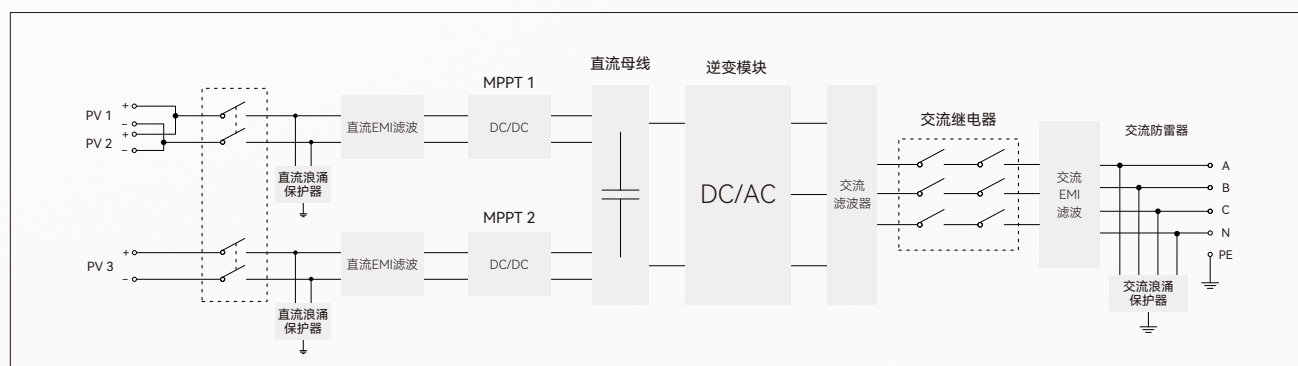 PV 1
+
−
PV 2
+
−
直流浪涌
保护器
直流EMI滤波
MPPT 1
DC/DC
PV 3
+
−
直流浪涌
保护器
直流EMI滤波
MPPT 2
DC/DC
直流母线
逆变模块
DC/AC
交流
滤波器
交流继电器
交流
EMI
滤波
交流防雷器
A
B
C
N
PE
交流浪涌
保护器